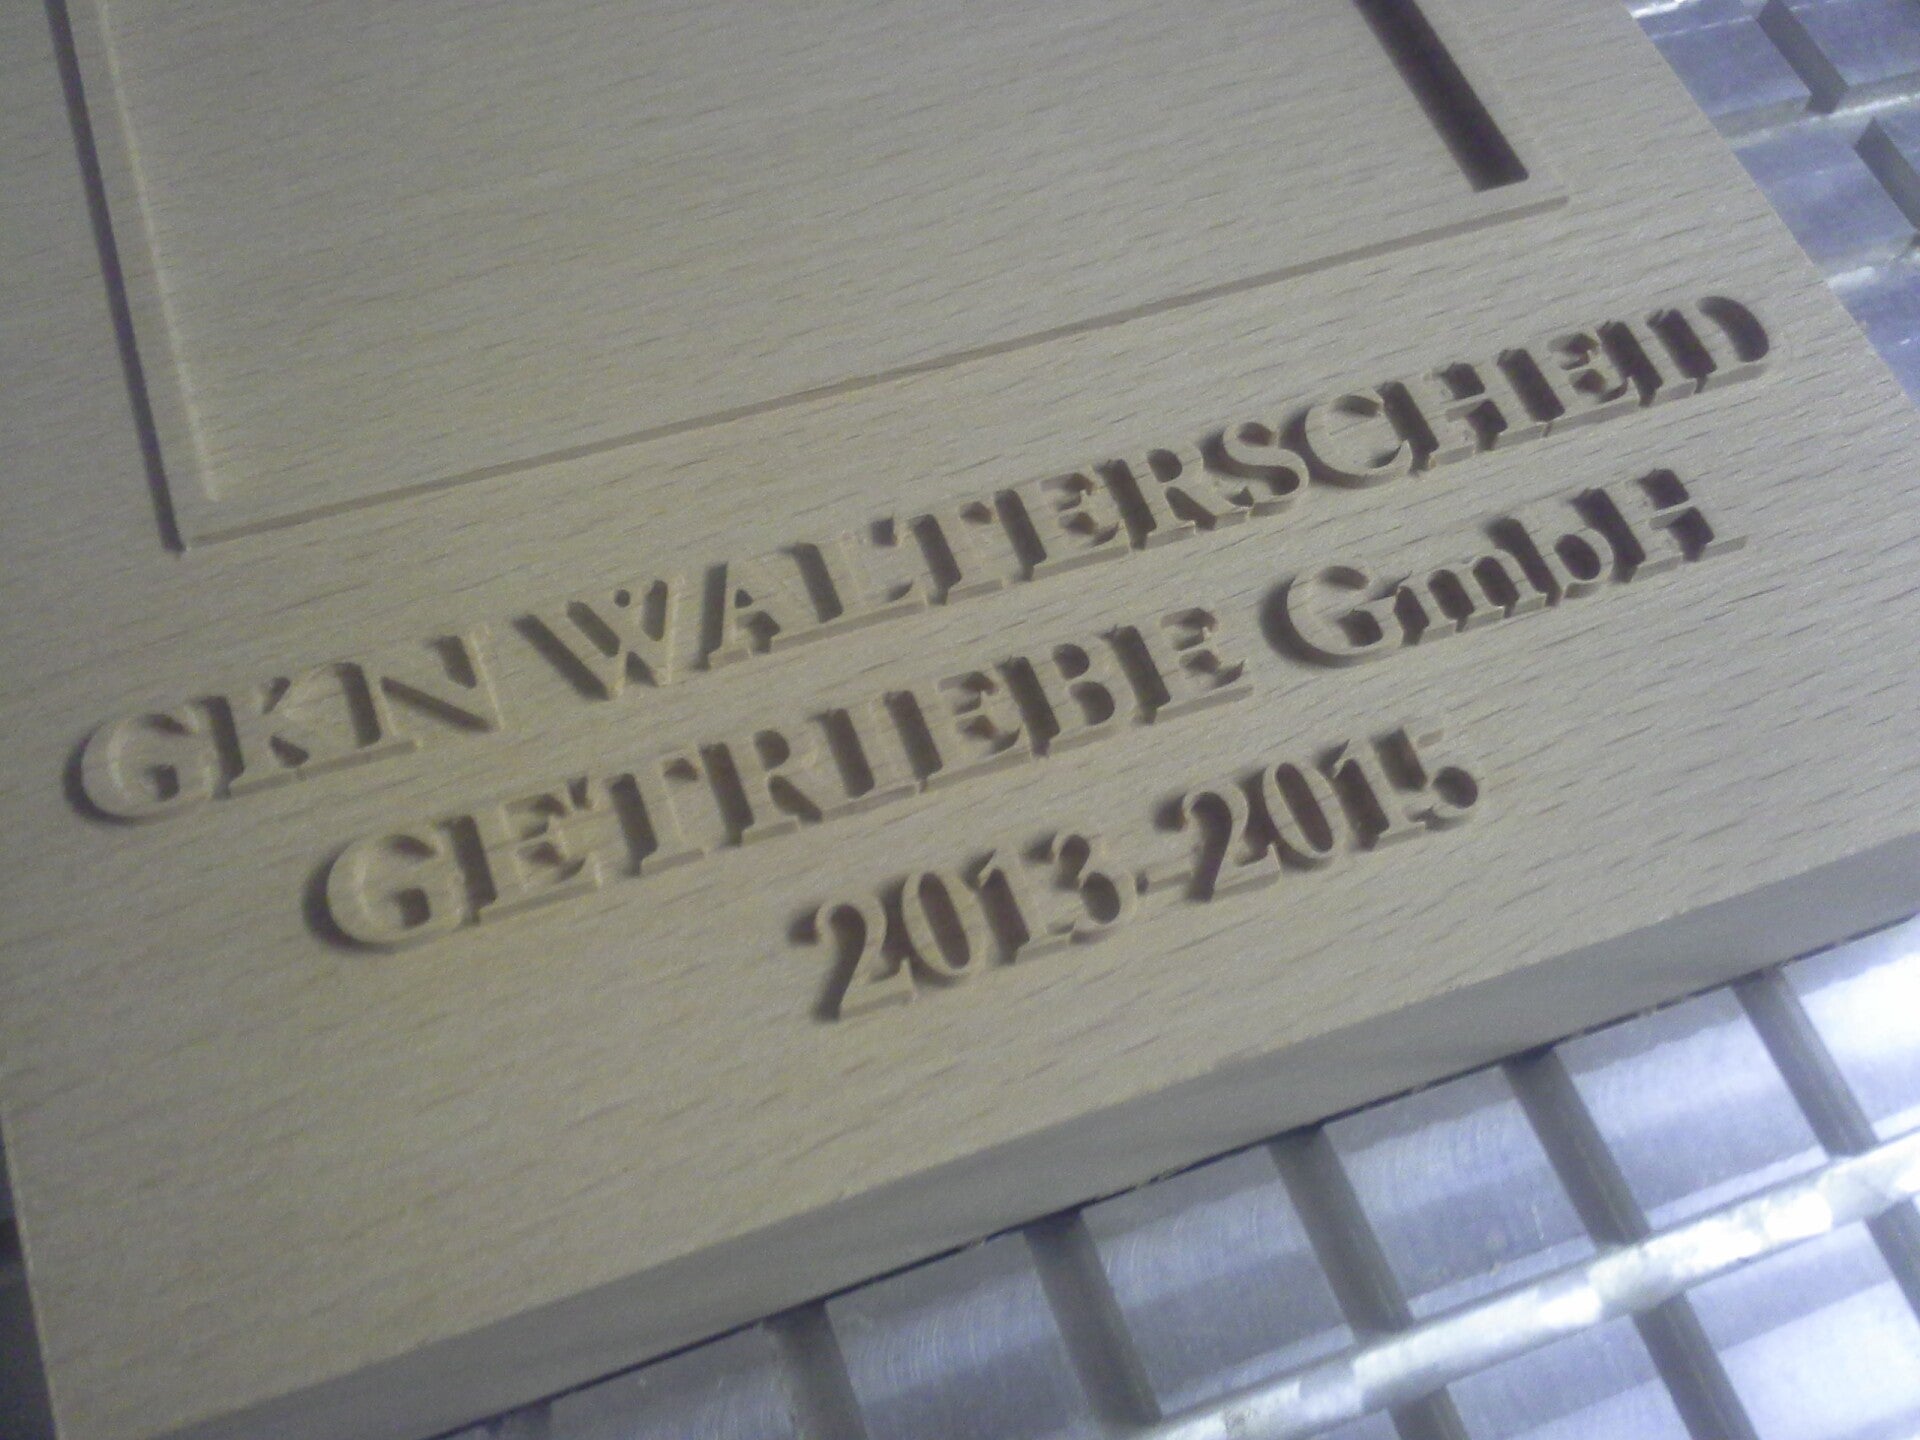 GKN WALTERSCHEID
GETRIEBE GmbH
2013-2015